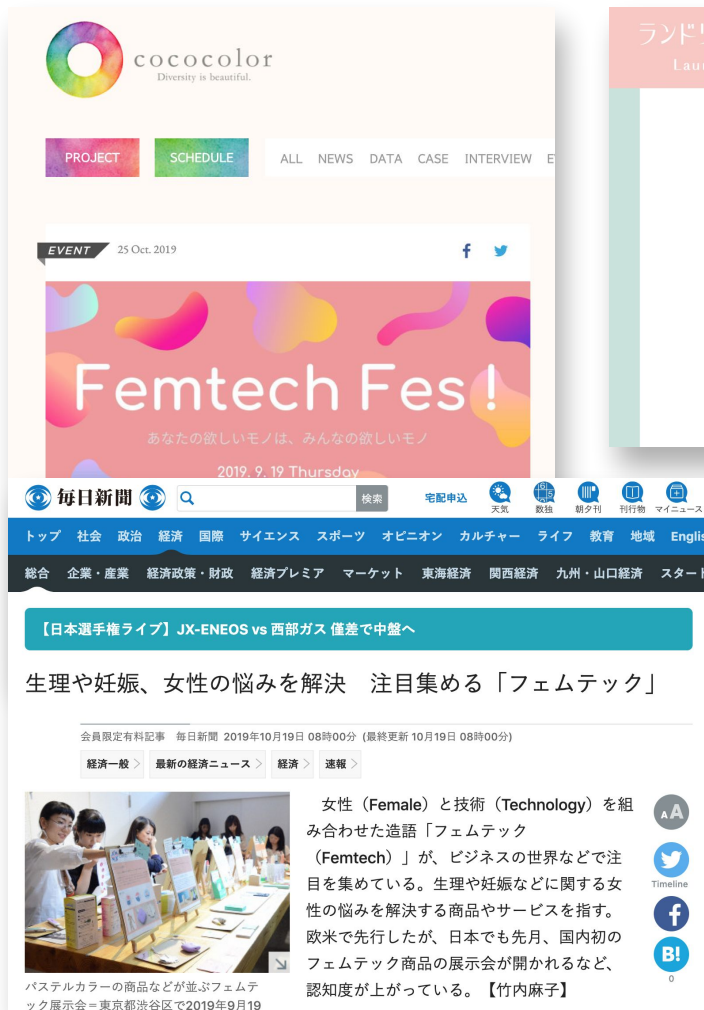 cococolor
Diversity is beautiful.
PROJECT SCHEDULE ALL NEWS DATA CASE INTERVIEW
EVENT 25 Oct. 2019
Femtech Fes!
あなたの欲しいモノは、みんなの欲しいモノ
2019. 9. 19 Thursday
ランド
毎日新聞 検索 宅配申込 天気 数独 朝夕刊 刊行物 マイニュース
トップ 社会 政治 経済 国際 サイエンス スポーツ オピニオン カルチャー ライフ 教育 地域 Englis
総合 企業・産業 経済政策・財政 経済プレミア マーケット 東海経済 関西経済 九州・山口経済 スタート
【日本選手権ライブ】JX-ENEOS vs 西部ガス 僅差で中盤へ
生理や妊娠、女性の悩みを解決 注目集める「フェムテック」
会員限定有料記事 毎日新聞 2019年10月19日 08時00分 (最終更新 10月19日 08時00分)
経済一般 最新の経済ニュース 経済 速報
女性（Female）と技術（Technology）を組
み合わせた造語「フェムテック
（Femtech）」が、ビジネスの世界などで注
目を集めている。生理や妊娠などに関する女
性の悩みを解決する商品やサービスを指す。
欧米で先行したが、日本でも先月、国内初の
フェムテック商品の展示会が開かれるなど、
認知度が上がっている。【竹内麻子】
パステルカラーの商品などが並ぶフェムテ
ック展示会＝東京都渋谷区で2019年9月19
AA
Timeline
B!
0